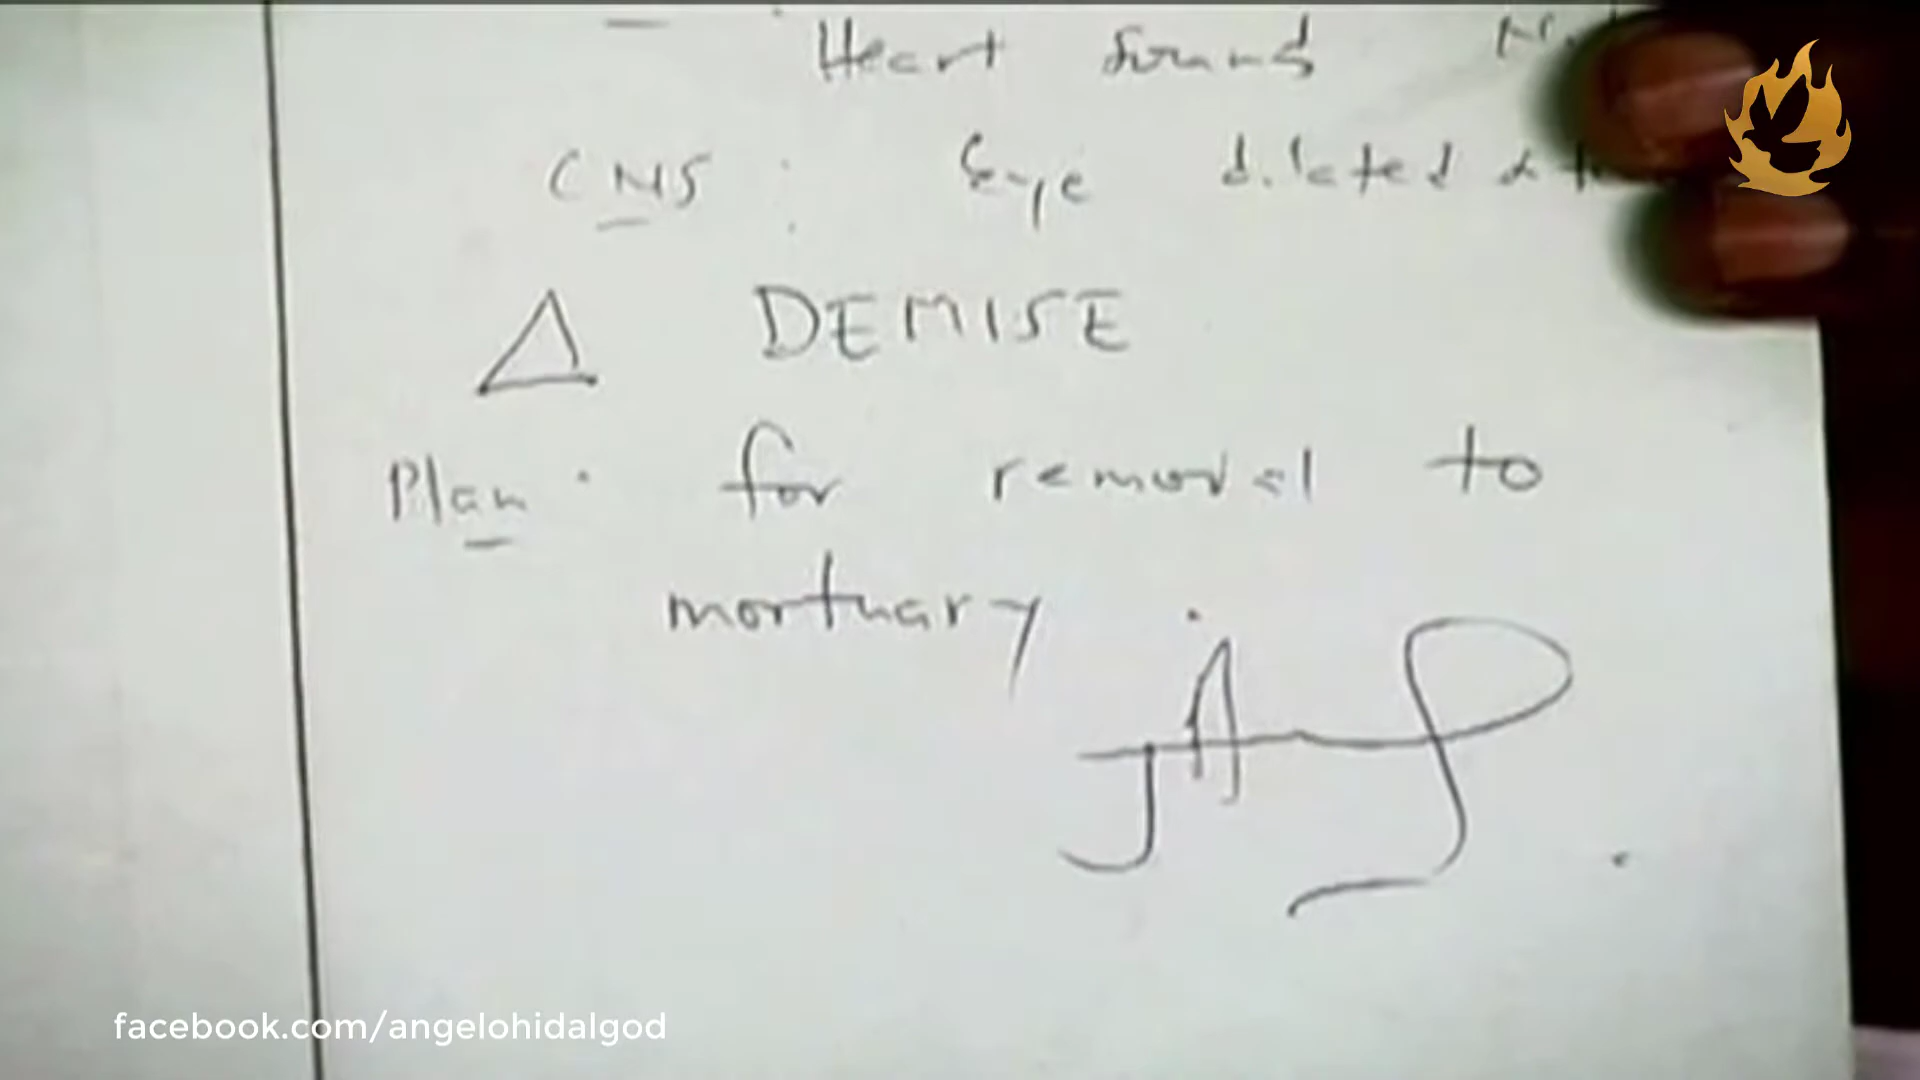 Heart sound
CNS : Eye dilated &
Δ DEMISE
Plan : for removal to
mortuary
facebook.com/angelohidalgod